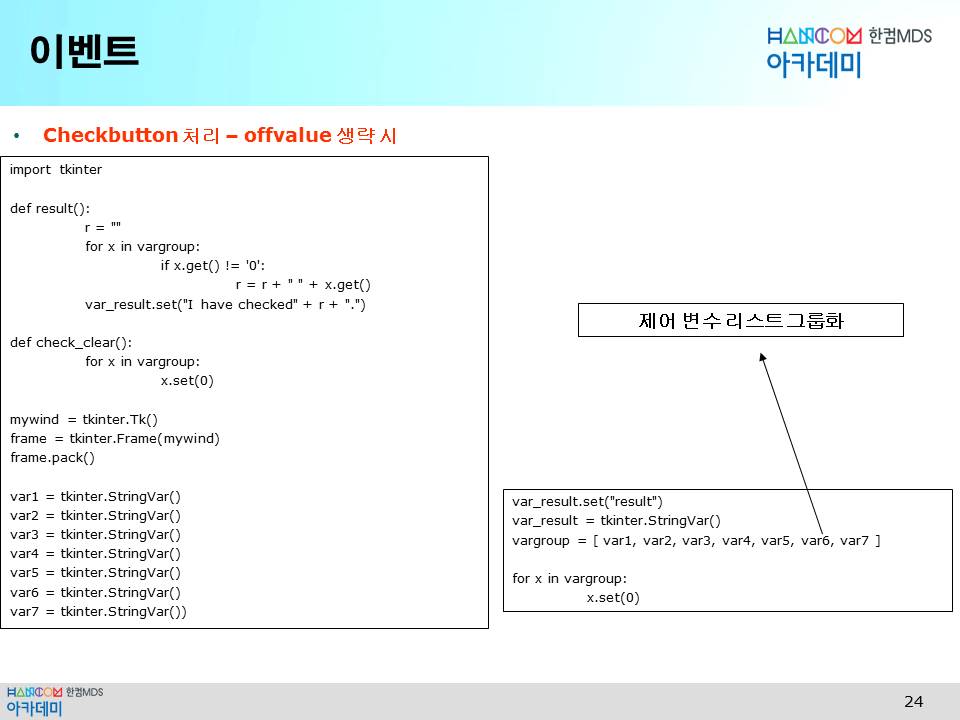 이벤트
HANCOM 한컴MDS
아카데미
• Checkbutton 처리 – offvalue 생략 시
import tkinter
def result():
r = ""
for x in vargroup:
if x.get() != '0':
r = r + " " + x.get()
var_result.set("I have checked" + r + ".")
def check_clear():
for x in vargroup:
x.set(0)
mywind = tkinter.Tk()
frame = tkinter.Frame(mywind)
frame.pack()
var1 = tkinter.StringVar()
var2 = tkinter.StringVar()
var3 = tkinter.StringVar()
var4 = tkinter.StringVar()
var5 = tkinter.StringVar()
var6 = tkinter.StringVar()
var7 = tkinter.StringVar())
제어 변수 리스트 그룹화
var_result.set("result")
var_result = tkinter.StringVar()
vargroup = [ var1, var2, var3, var4, var5, var6, var7 ]
for x in vargroup:
x.set(0)
HANCOM 한컴MDS
아카데미
24